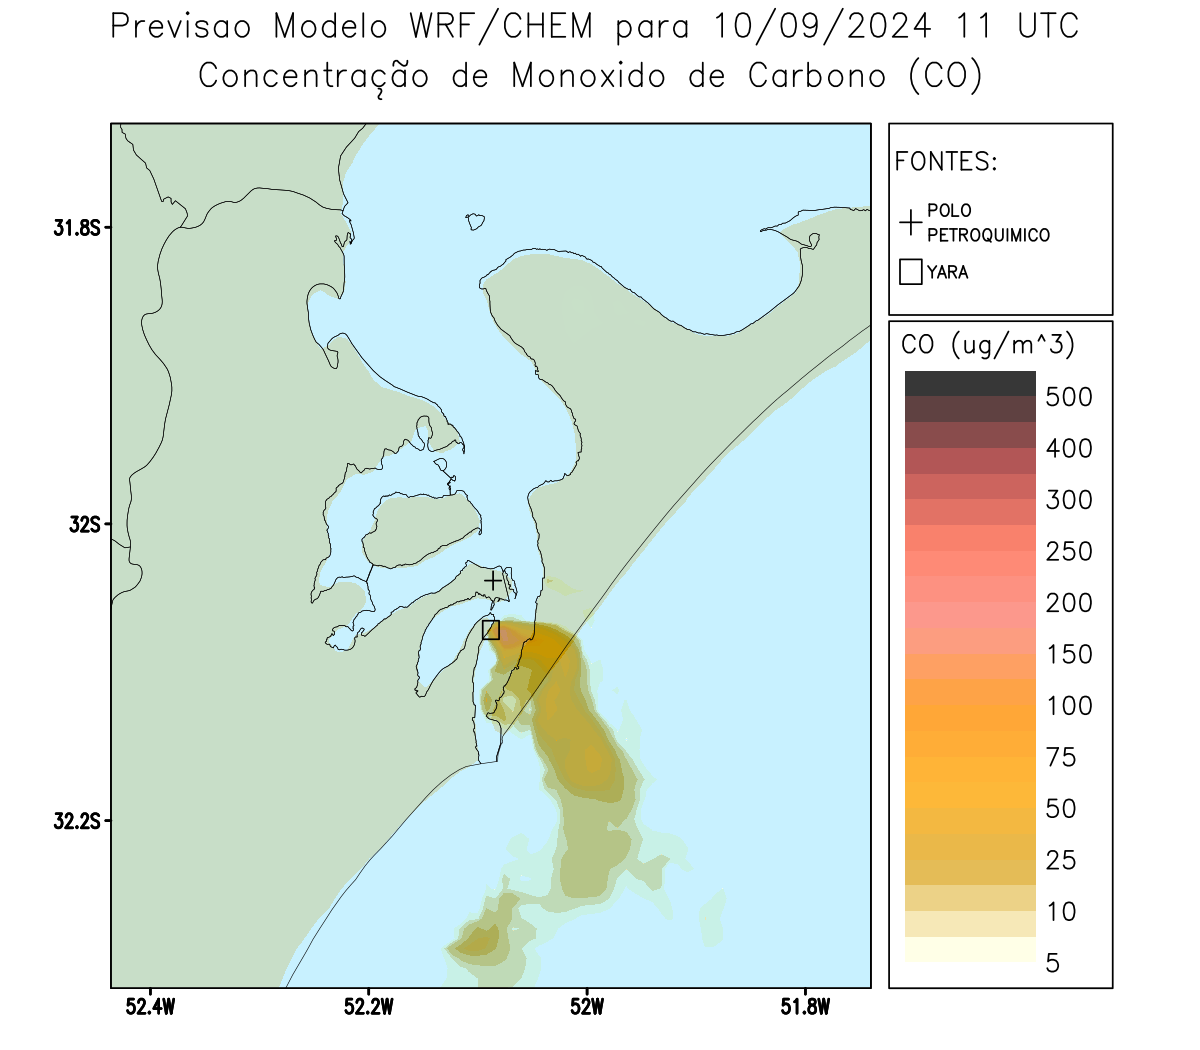 Previsao Modelo WRF/CHEM para 10/09/2024 11 UTC
Concentração de Monoxido de Carbono (CO)
FONTES:
POLO
PETROQUIMICO
YARA
CO (ug/m^3)
500
400
300
250
200
150
100
75
50
25
10
5
31.8S
32S
32.2S
52.4W
52.2W
52W
51.8W